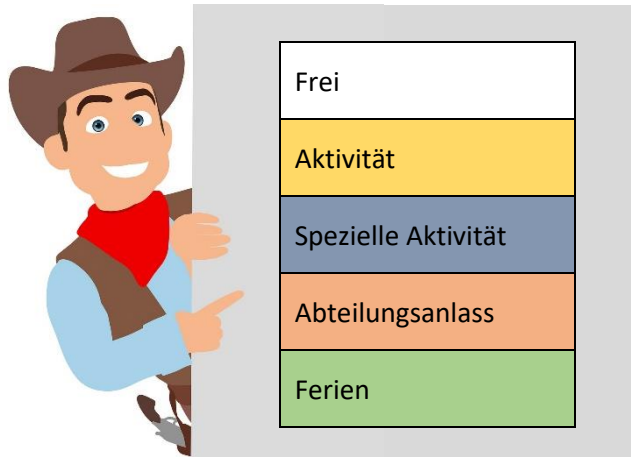 Frei
Aktivität
Spezielle Aktivität
Abteilungsanlass
Ferien